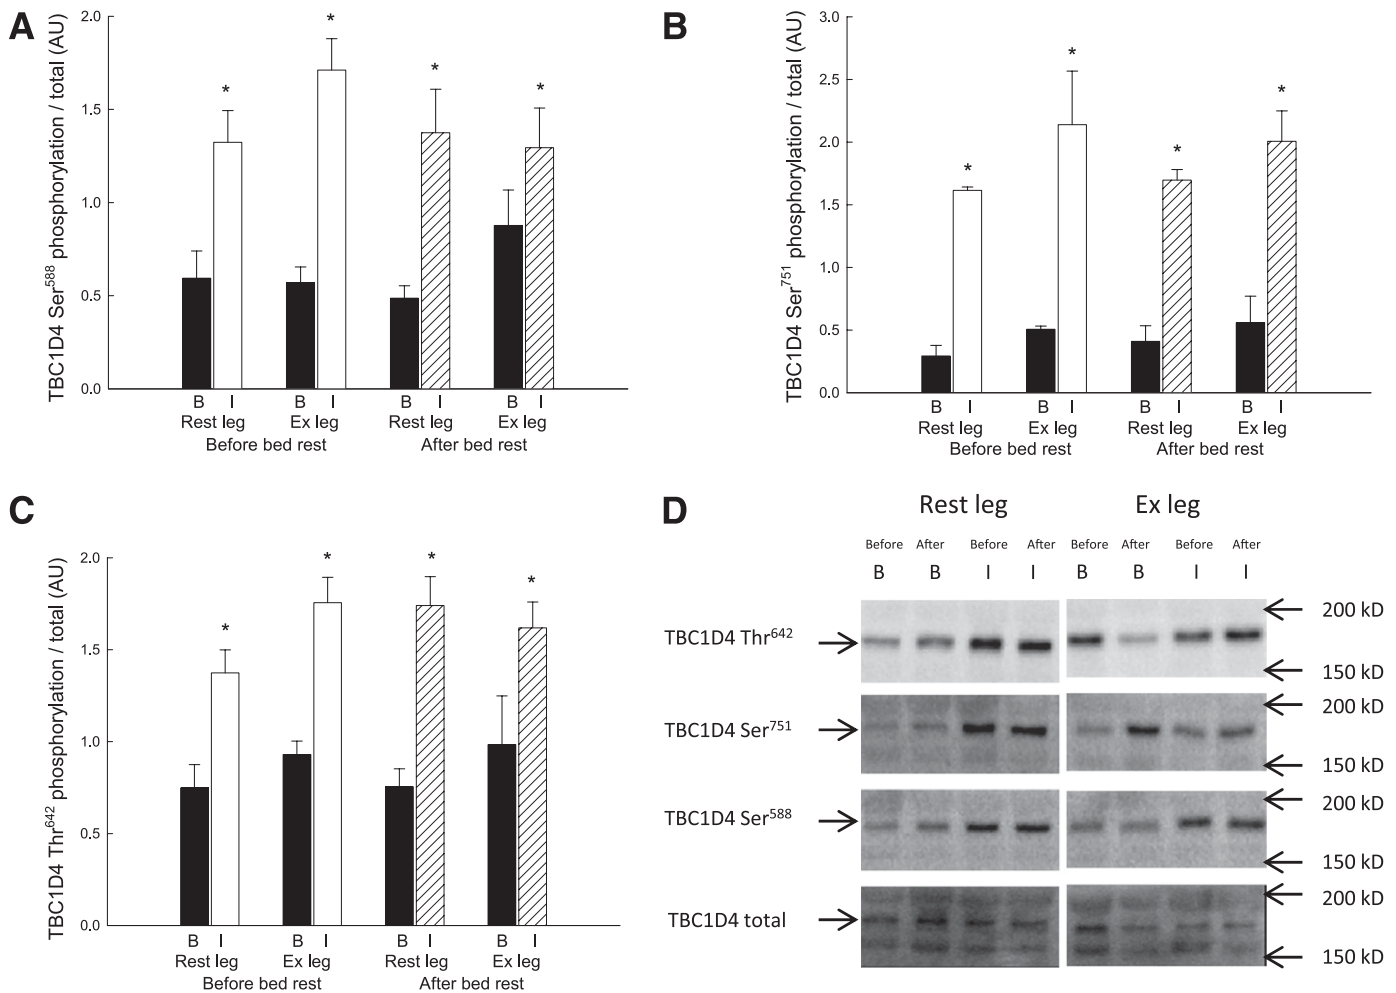 A
TBC1D4 Ser588 phosphorylation / total (AU)
2.0
1.5
1.0
0.5
0.0
* * * *
B I B I B I B I
Rest leg Ex leg Rest leg Ex leg
Before bed rest After bed rest
B
TBC1D4 Ser751 phosphorylation / total (AU)
3.0
2.5
2.0
1.5
1.0
0.5
0.0
* * * *
B I B I B I B I
Rest leg Ex leg Rest leg Ex leg
Before bed rest After bed rest
C
TBC1D4 Thr642 phosphorylation / total (AU)
2.0
1.5
1.0
0.5
0.0
* * * *
B I B I B I B I
Rest leg Ex leg Rest leg Ex leg
Before bed rest After bed rest
D
Rest leg Ex leg
Before After Before After Before After Before After
B B I I B B I I
200 kD
TBC1D4 Thr642
150 kD
200 kD
TBC1D4 Ser751
150 kD
200 kD
TBC1D4 Ser588
150 kD
200 kD
TBC1D4 total
150 kD